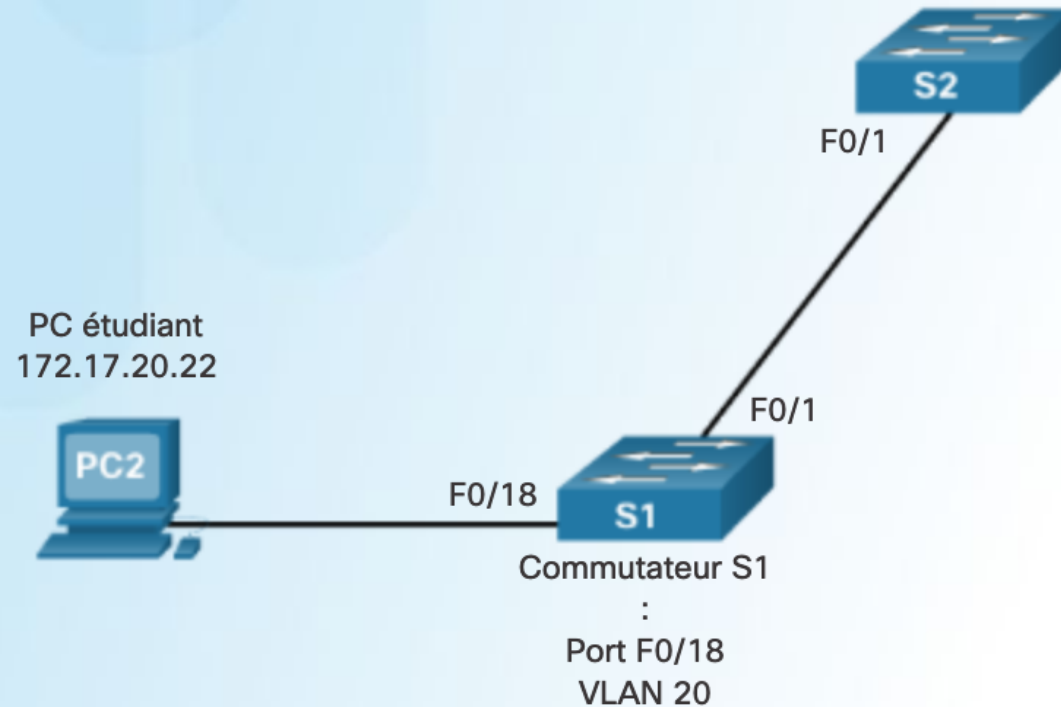 S2
F0/1
PC étudiant
172.17.20.22
F0/1
PC2
F0/18
S1
Commutateur S1
:
Port F0/18
VLAN 20